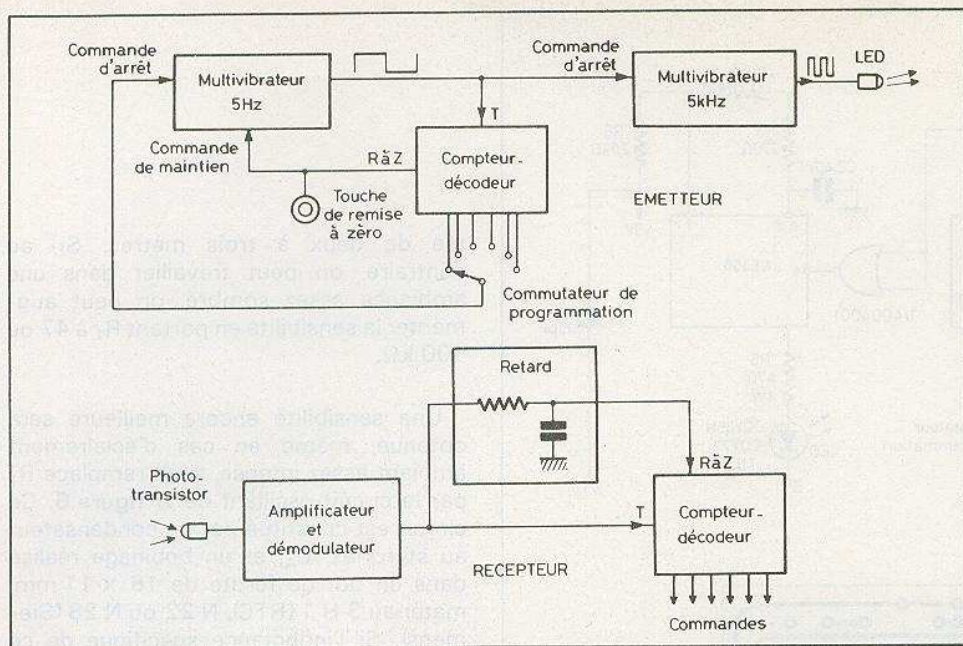 Commande
d'arrêt
Multivibrateur
5Hz
Commande
d'arrêt
Multivibrateur
5kHz
LED
T
Commande
de maintien
RàZ
Compteur-
décodeur
Touche
de remise
à zèro
EMETTEUR
Commutateur de
programmation
Retard
Photo-
transistor
Amplificateur
et
démodulateur
RàZ
T
Compteur-
décodeur
RECEPTEUR
Commandes